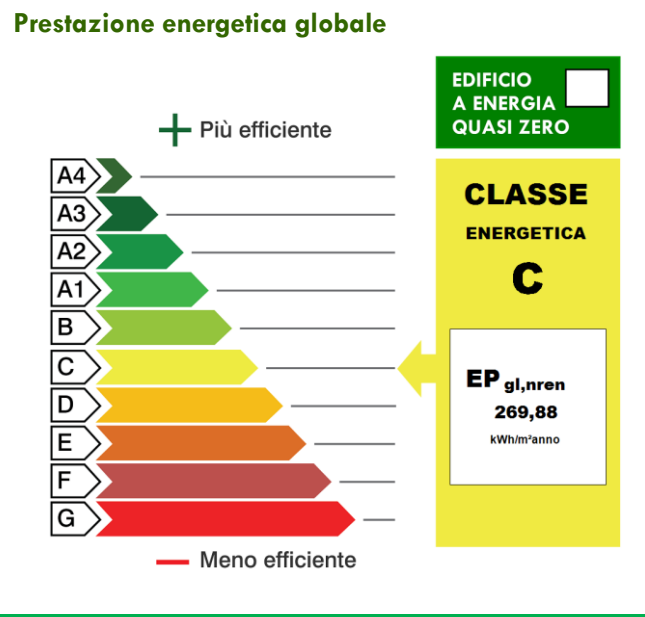 Prestazione energetica globale
EDIFICIO
A ENERGIA
QUASI ZERO
+ Più efficiente
A4
A3
A2
A1
B
C
D
E
F
G
— Meno efficiente
CLASSE
ENERGETICA
C
EP gl,nren
269,88
kWh/m²anno